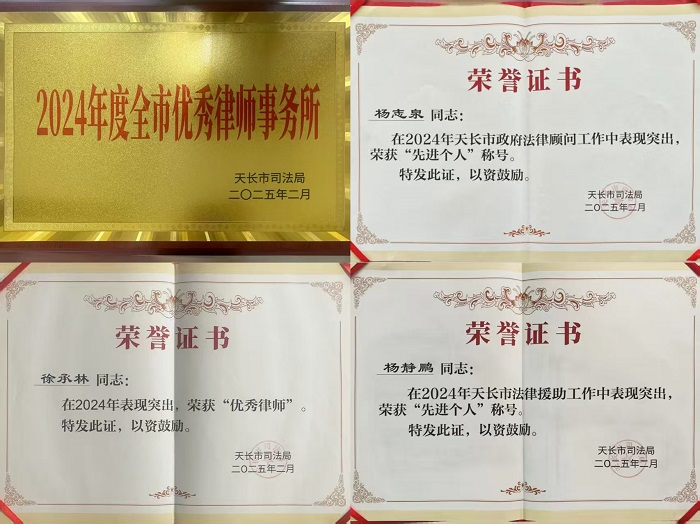 2024年度全市优秀律师事务所
天长市司法局
二〇二五年二月
荣誉证书
杨志泉 同志：
在2024年天长市政府法律顾问工作中表现突出，
荣获“先进个人”称号。
特发此证，以资鼓励。
天长市司法局
二〇二五年二月
荣誉证书
徐承林 同志：
在2024年表现突出，荣获“优秀律师”。
特发此证，以资鼓励。
天长市司法局
二〇二五年二月
荣誉证书
杨静鹏 同志：
在2024年天长市法律援助工作中表现突出，
荣获“先进个人”称号。
特发此证，以资鼓励。
天长市司法局
二〇二五年二月